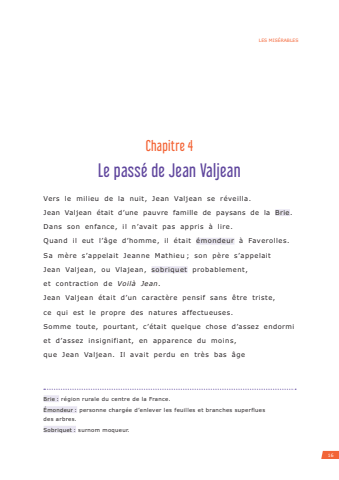 LES MISÉRABLES
Chapitre 4
Le passé de Jean Valjean
Vers le milieu de la nuit, Jean Valjean se réveilla.
Jean Valjean était d'une pauvre famille de paysans de la Brie.
Dans son enfance, il n'avait pas appris à lire.
Quand il eut l'âge d'homme, il était émondeur à Faverolles.
Sa mère s'appelait Jeanne Mathieu ; son père s'appelait
Jean Valjean, ou Vlajean, sobriquet probablement,
et contraction de Voilà Jean.
Jean Valjean était d'un caractère pensif sans être triste,
ce qui est le propre des natures affectueuses.
Somme toute, pourtant, c'était quelque chose d'assez endormi
et d'assez insignifiant, en apparence du moins,
que Jean Valjean. Il avait perdu en très bas âge
Brie : région rurale du centre de la France.
Émondeur : personne chargée d'enlever les feuilles et branches superflues
des arbres.
Sobriquet : surnom moqueur.